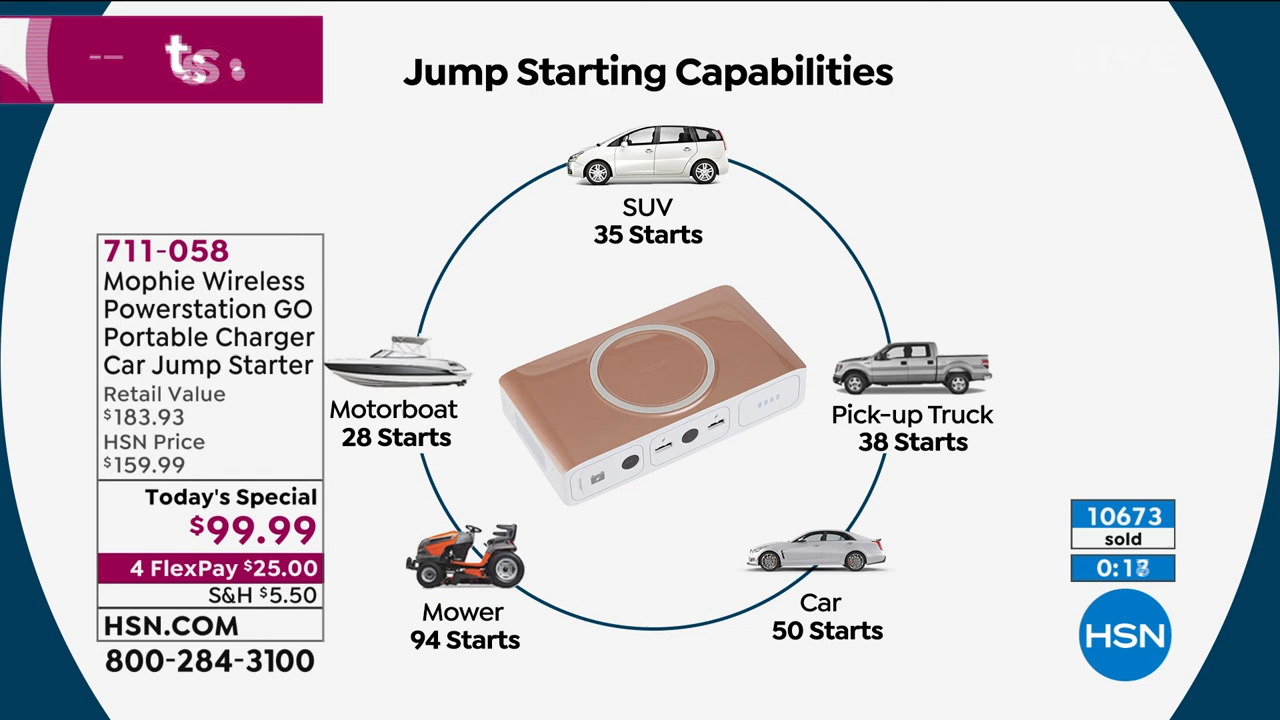 ts
Jump Starting Capabilities
SUV
35 Starts
711-058
Mophie Wireless
Powerstation GO
Portable Charger
Car Jump Starter
Retail Value
$183.93
HSN Price
$159.99
Today's Special
$99.99
4 FlexPay $25.00
S&H $5.50
HSN.COM
800-284-3100
Motorboat
28 Starts
Pick-up Truck
38 Starts
Mower
94 Starts
Car
50 Starts
10673
sold
HSN